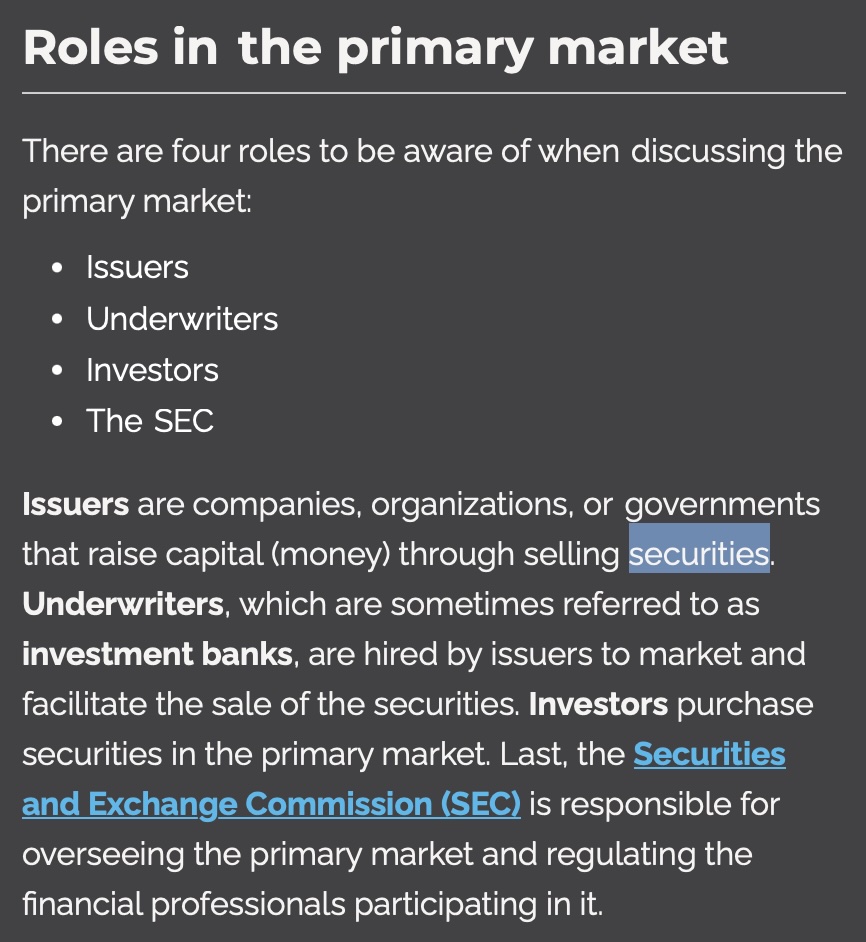 Roles in the primary market
There are four roles to be aware of when discussing the
primary market:
• Issuers
• Underwriters
• Investors
• The SEC
Issuers are companies, organizations, or governments
that raise capital (money) through selling securities.
Underwriters, which are sometimes referred to as
investment banks, are hired by issuers to market and
facilitate the sale of the securities. Investors purchase
securities in the primary market. Last, the Securities
and Exchange Commission (SEC) is responsible for
overseeing the primary market and regulating the
financial professionals participating in it.